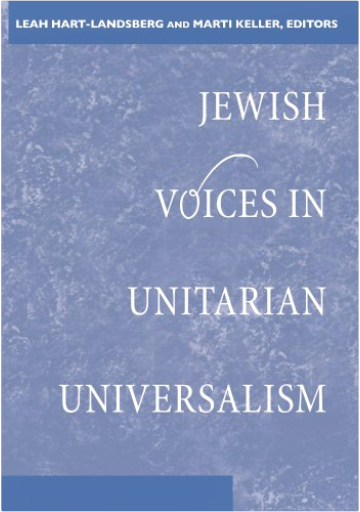 LEAH HART-LANDSBERG AND MARTI KELLER, EDITORS
JEWISH
VOICES IN
UNITARIAN
UNIVERSALISM